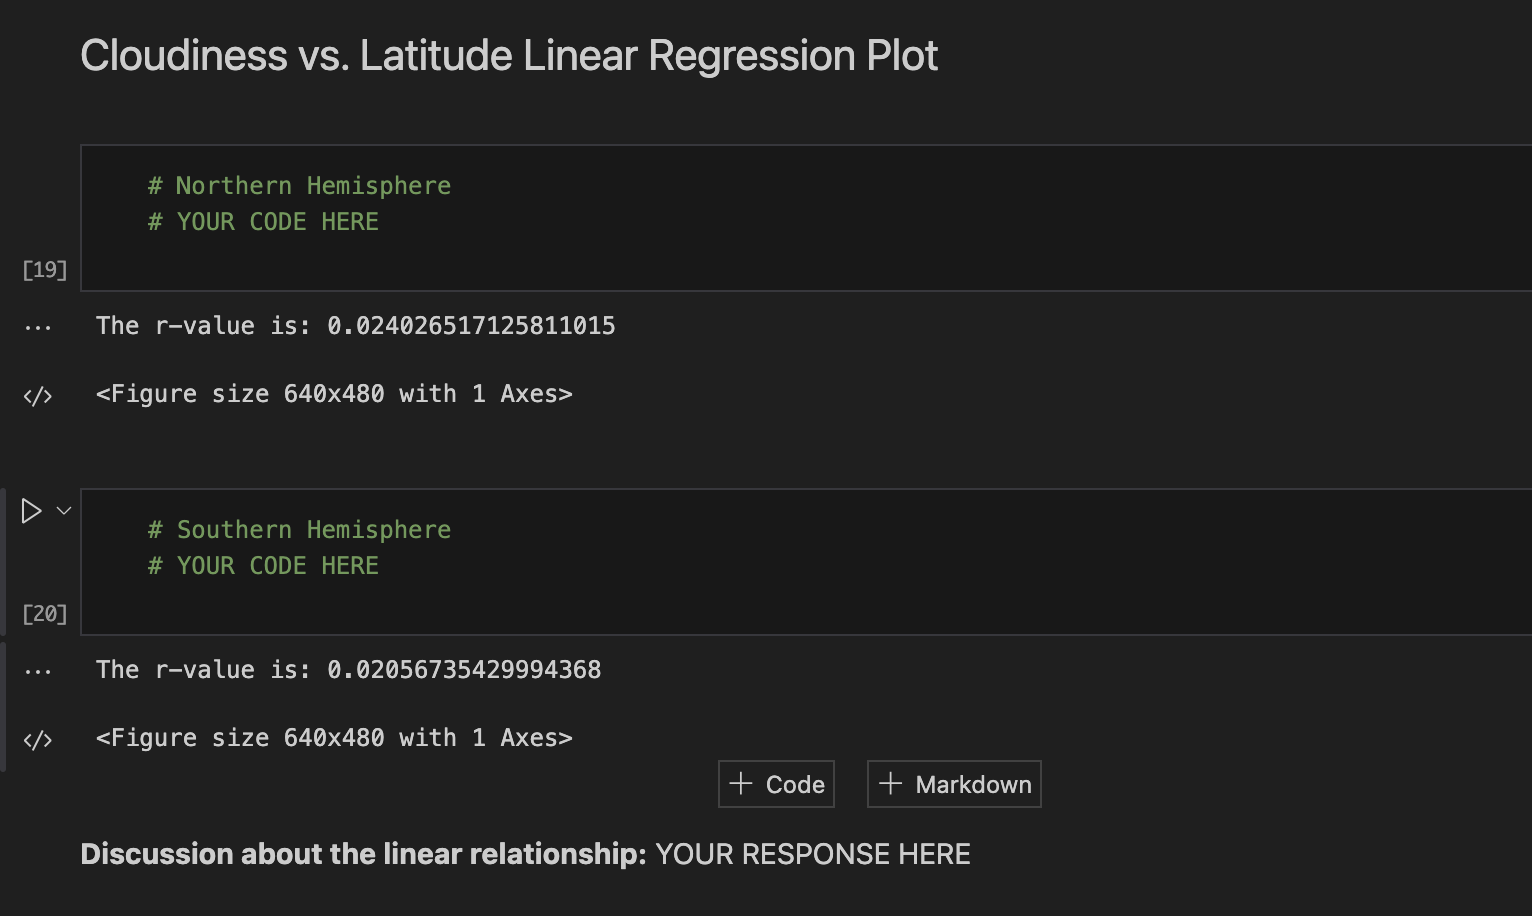 Cloudiness vs. Latitude Linear Regression Plot
# Northern Hemisphere
# YOUR CODE HERE
[19]
... The r-value is: 0.024026517125811015
</> <Figure size 640x480 with 1 Axes>
# Southern Hemisphere
# YOUR CODE HERE
[20]
... The r-value is: 0.02056735429994368
</> <Figure size 640x480 with 1 Axes>
+ Code + Markdown
Discussion about the linear relationship: YOUR RESPONSE HERE